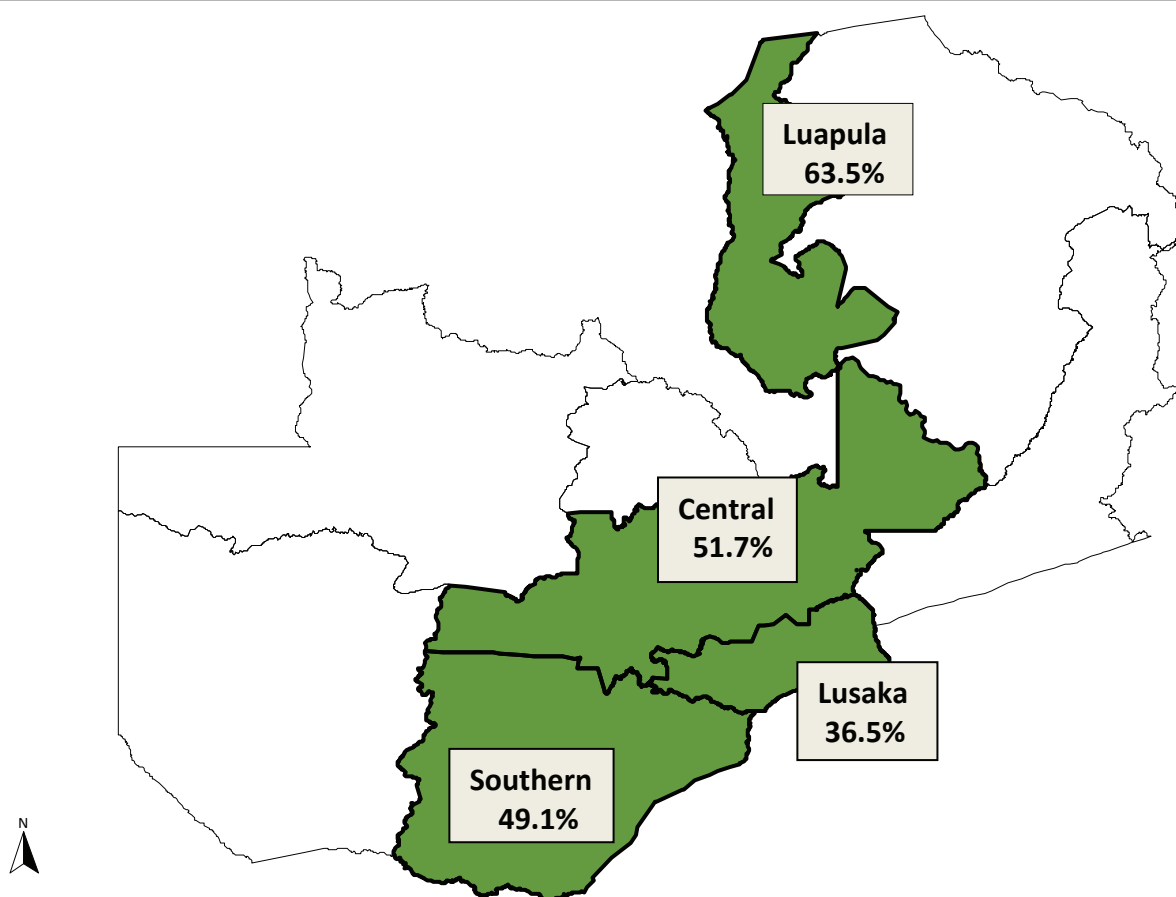 Luapula
63.5%
Central
51.7%
Lusaka
36.5%
Southern
49.1%
N